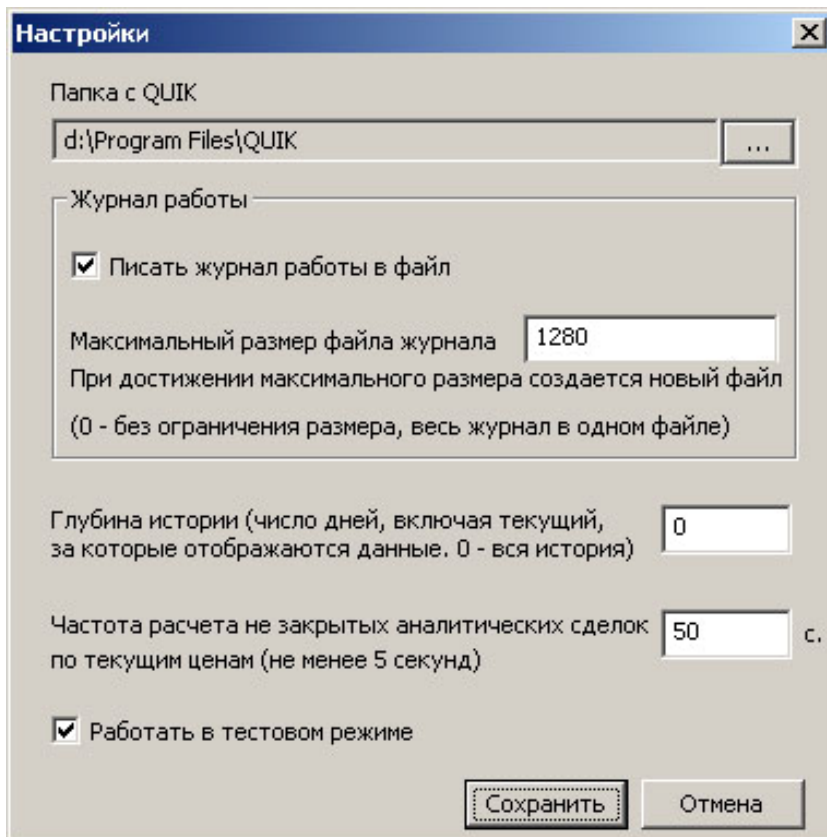 Настройки
Папка с QUIK
d:\Program Files\QUIK
...
Журнал работы
Писать журнал работы в файл
Максимальный размер файла журнала 1280
При достижении максимального размера создается новый файл
(0 - без ограничения размера, весь журнал в одном файле)
Глубина истории (число дней, включая текущий,
за которые отображаются данные. 0 - вся история)
0
Частота расчета не закрытых аналитических сделок
по текущим ценам (не менее 5 секунд)
50 с.
Работать в тестовом режиме
Сохранить Отмена